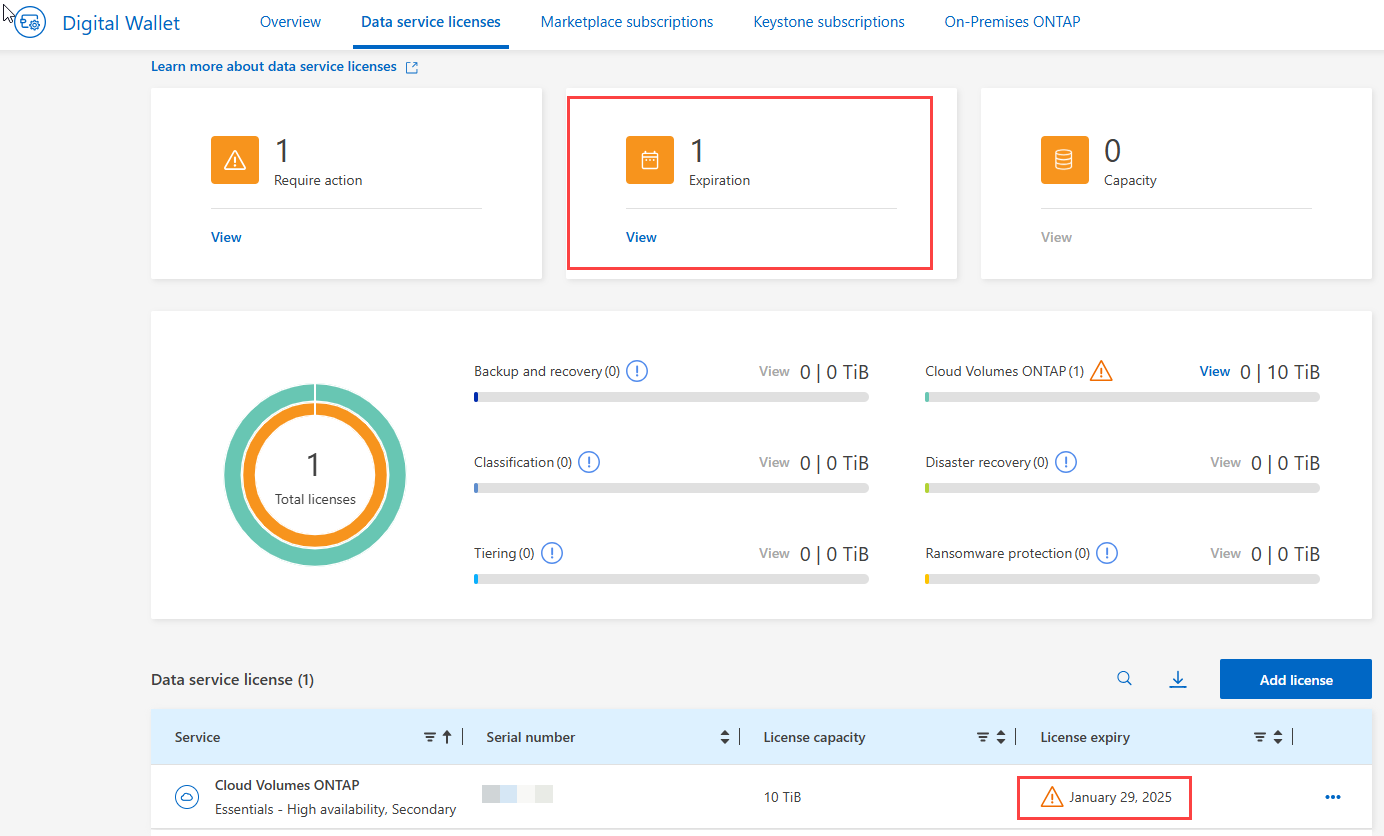 Digital Wallet
Overview
Data service licenses
Marketplace subscriptions
Keystone subscriptions
On-Premises ONTAP
Learn more about data service licenses
1
Require action
View
1
Expiration
View
0
Capacity
View
1
Total licenses
Backup and recovery (0) View 0 | 0 TiB
Cloud Volumes ONTAP (1) View 0 | 10 TiB
Classification (0) View 0 | 0 TiB
Disaster recovery (0) View 0 | 0 TiB
Tiering (0) View 0 | 0 TiB
Ransomware protection (0) View 0 | 0 TiB
Data service license (1)
Add license
Service Serial number License capacity License expiry
Cloud Volumes ONTAP
Essentials - High availability, Secondary
10 TiB
January 29, 2025